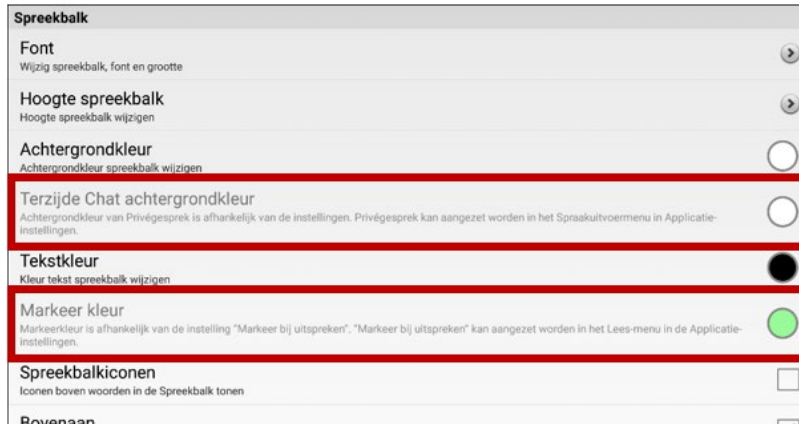 Spreekbalk
Font
Wijzig spreekbalk, font en grootte
Hoogte spreekbalk
Hoogte spreekbalk wijzigen
Achtergrondkleur
Achtergrondkleur spreekbalk wijzigen
Terzijde Chat achtergrondkleur
Achtergrondkleur van Privégesprek is afhankelijk van de instellingen. Privégesprek kan aangezet worden in het Spraakuitvoermenu in Applicatie-
instellingen.
Tekstkleur
Kleur tekst spreekbalk wijzigen
Markeer kleur
Markeerkleur is afhankelijk van de instelling "Markeer bij uitspreken". "Markeer bij uitspreken" kan aangezet worden in het Lees-menu in de Applicatie-
instellingen.
Spreekbalkiconen
Iconen boven woorden in de Spreekbalk tonen
Bovenaan